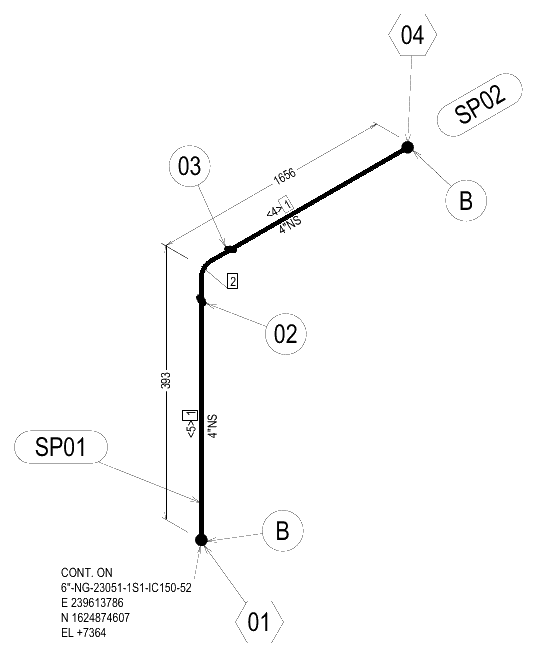 04
SP02
03
1656
B
<4> 1
4"NS
2
02
393
<5> 1
4"NS
SP01
B
CONT. ON
6"-NG-23051-1S1-IC150-52
E 239613786
N 1624874607
EL +7364
01